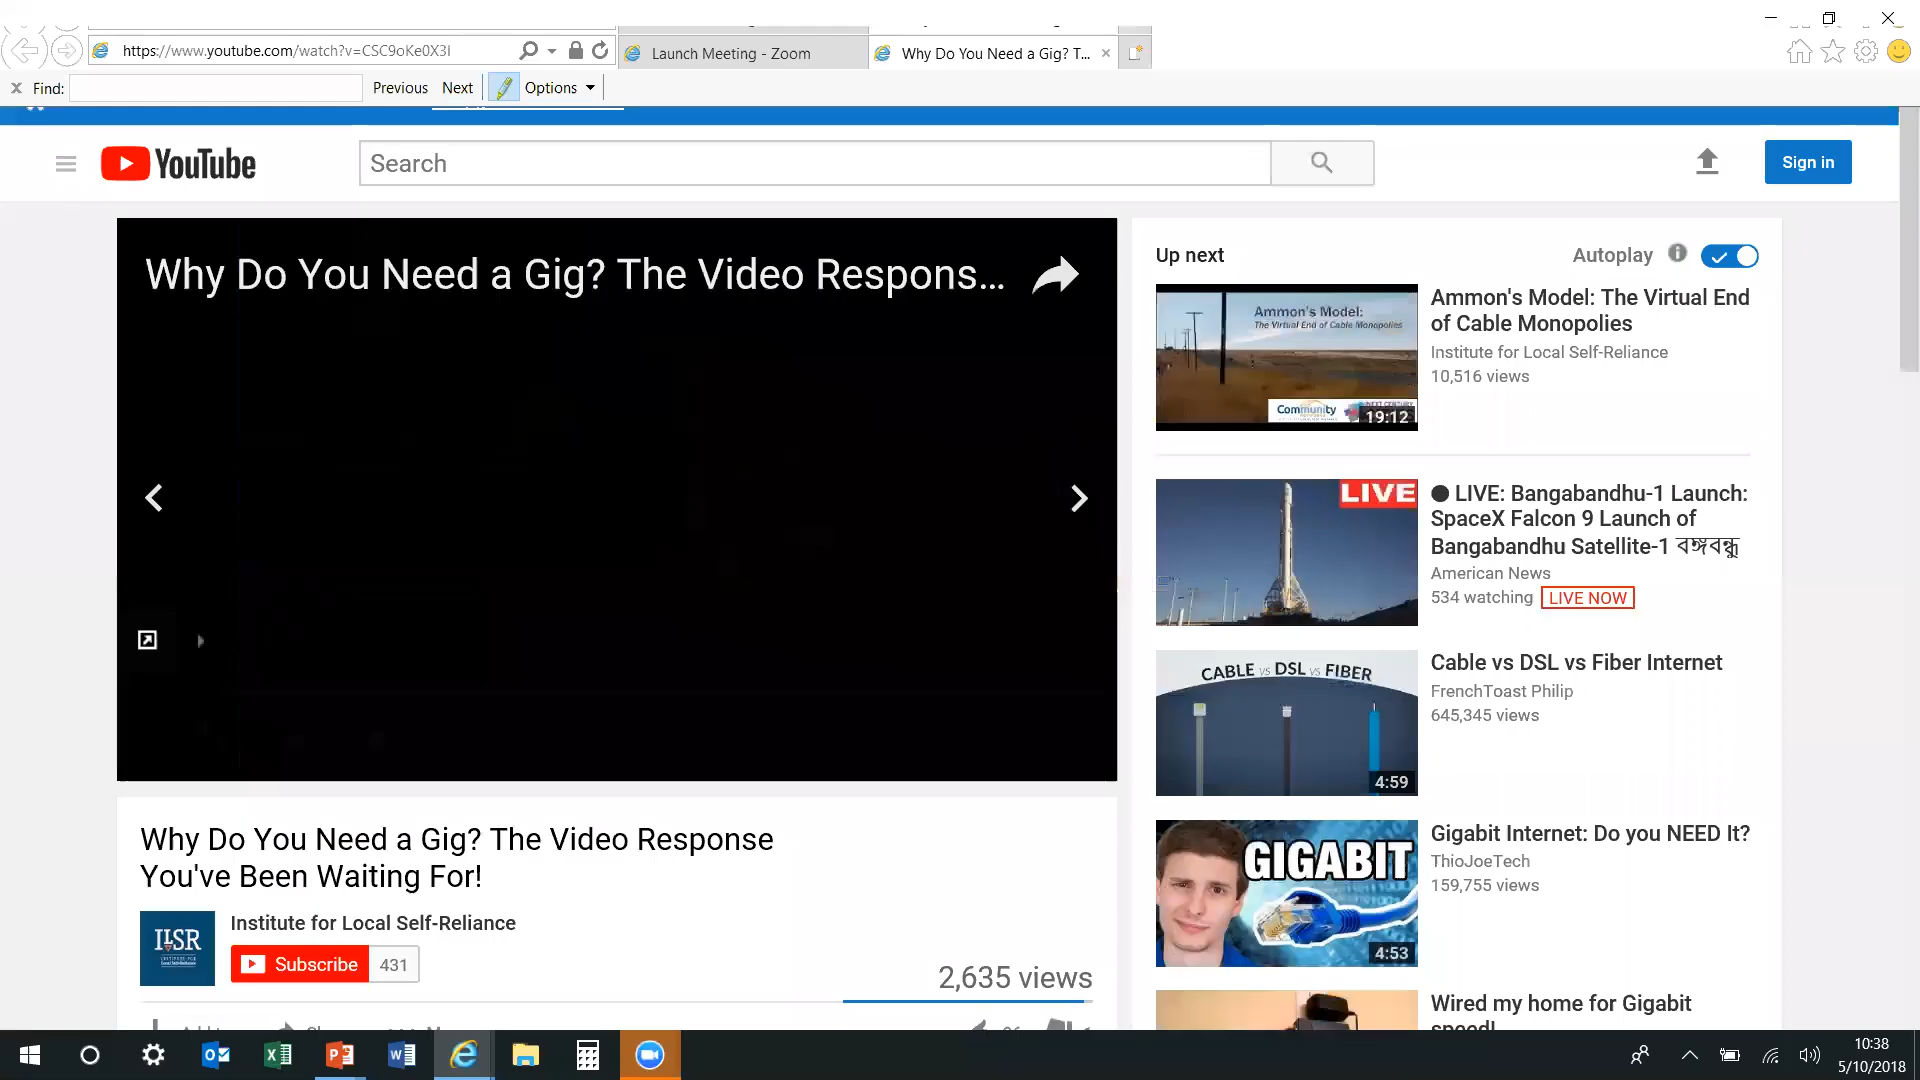 https://www.youtube.com/watch?v=CSC9oKe0X3I
Launch Meeting - Zoom
Why Do You Need a Gig? T...
Find:
Previous
Next
Options
YouTube
Search
Sign in
Why Do You Need a Gig? The Video Respons...
Up next
Autoplay
Ammon's Model:
The Virtual End of Cable Monopolies
Community
19:12
Ammon's Model: The Virtual End
of Cable Monopolies
Institute for Local Self-Reliance
10,516 views
LIVE
LIVE: Bangabandhu-1 Launch:
SpaceX Falcon 9 Launch of
Bangabandhu Satellite-1 বঙ্গবন্ধু
American News
534 watching
LIVE NOW
CABLE vs DSL vs FIBER
4:59
Cable vs DSL vs Fiber Internet
FrenchToast Philip
645,345 views
GIGABIT
4:53
Gigabit Internet: Do you NEED It?
ThioJoeTech
159,755 views
Wired my home for Gigabit
speed!
Why Do You Need a Gig? The Video Response
You've Been Waiting For!
ILSR
Institute for Local Self-Reliance
Subscribe
431
2,635 views
10:38
5/10/2018